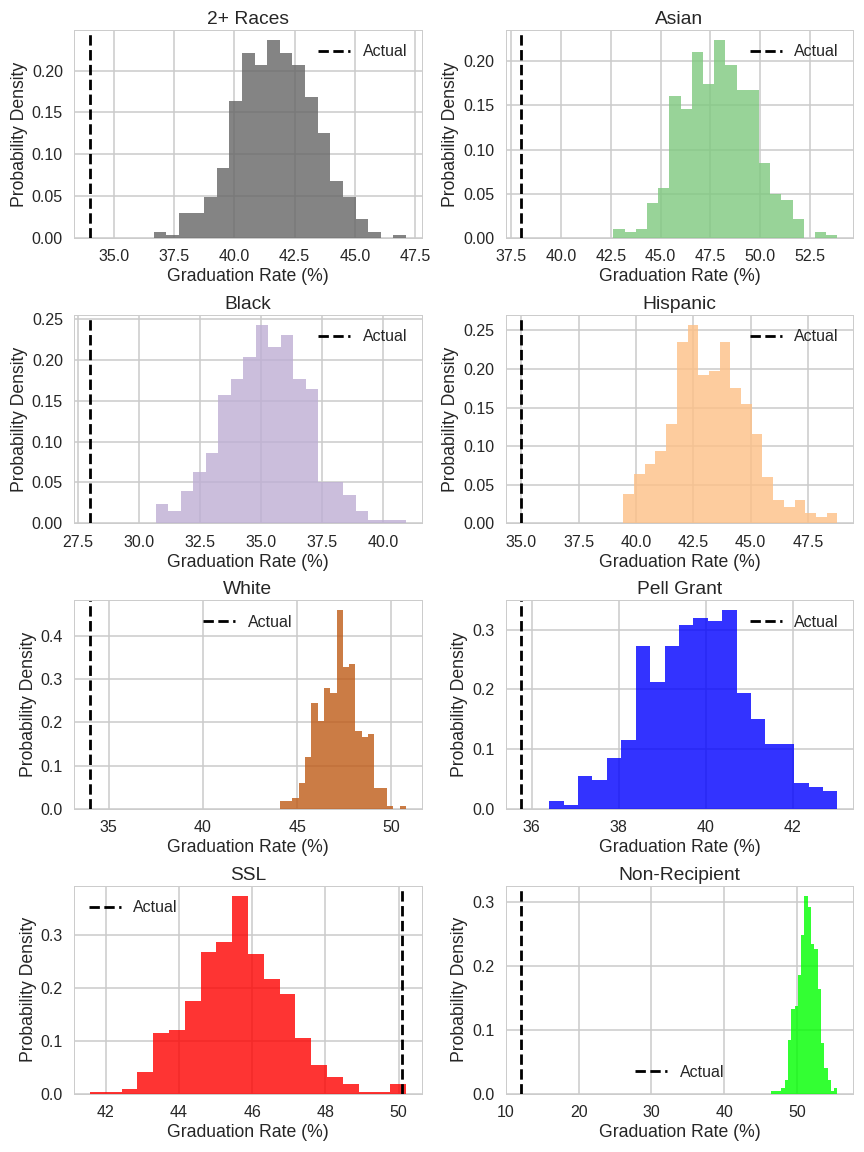 2+ Races
Probability Density
0.20
0.15
0.10
0.05
0.00
Actual
35.0 37.5 40.0 42.5 45.0 47.5
Graduation Rate (%)
Asian
Probability Density
0.20
0.15
0.10
0.05
0.00
Actual
37.5 40.0 42.5 45.0 47.5 50.0 52.5
Graduation Rate (%)
Black
Probability Density
0.25
0.20
0.15
0.10
0.05
0.00
Actual
27.5 30.0 32.5 35.0 37.5 40.0
Graduation Rate (%)
Hispanic
Probability Density
0.25
0.20
0.15
0.10
0.05
0.00
Actual
35.0 37.5 40.0 42.5 45.0 47.5
Graduation Rate (%)
White
Probability Density
0.4
0.3
0.2
0.1
0.0
Actual
35 40 45 50
Graduation Rate (%)
Pell Grant
Probability Density
0.3
0.2
0.1
0.0
Actual
36 38 40 42
Graduation Rate (%)
SSL
Probability Density
0.3
0.2
0.1
0.0
Actual
42 44 46 48 50
Graduation Rate (%)
Non-Recipient
Probability Density
0.3
0.2
0.1
0.0
Actual
10 20 30 40 50
Graduation Rate (%)